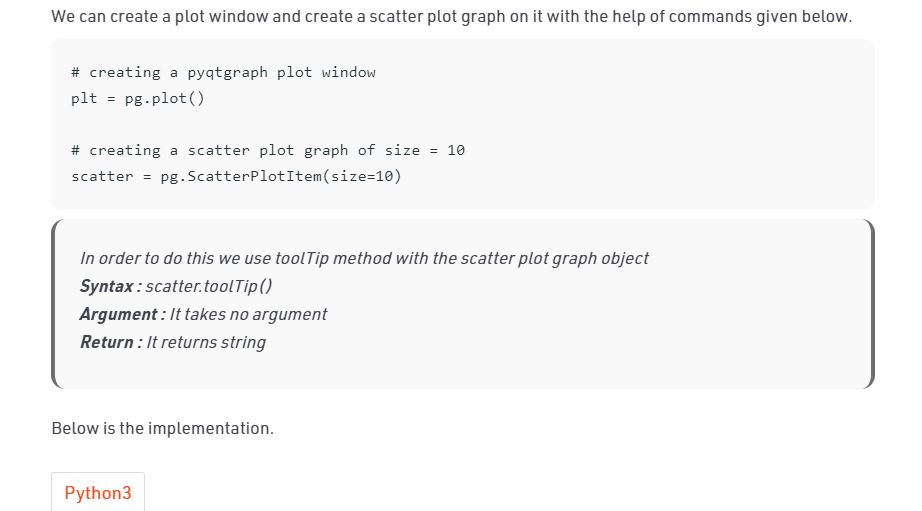 We can create a plot window and create a scatter plot graph on it with the help of commands given below.
# creating a pyqtgraph plot window
plt = pg.plot()
# creating a scatter plot graph of size = 10
scatter = pg.ScatterPlotItem(size=10)
In order to do this we use toolTip method with the scatter plot graph object
Syntax : scatter.toolTip()
Argument : It takes no argument
Return : It returns string
Below is the implementation.
Python3